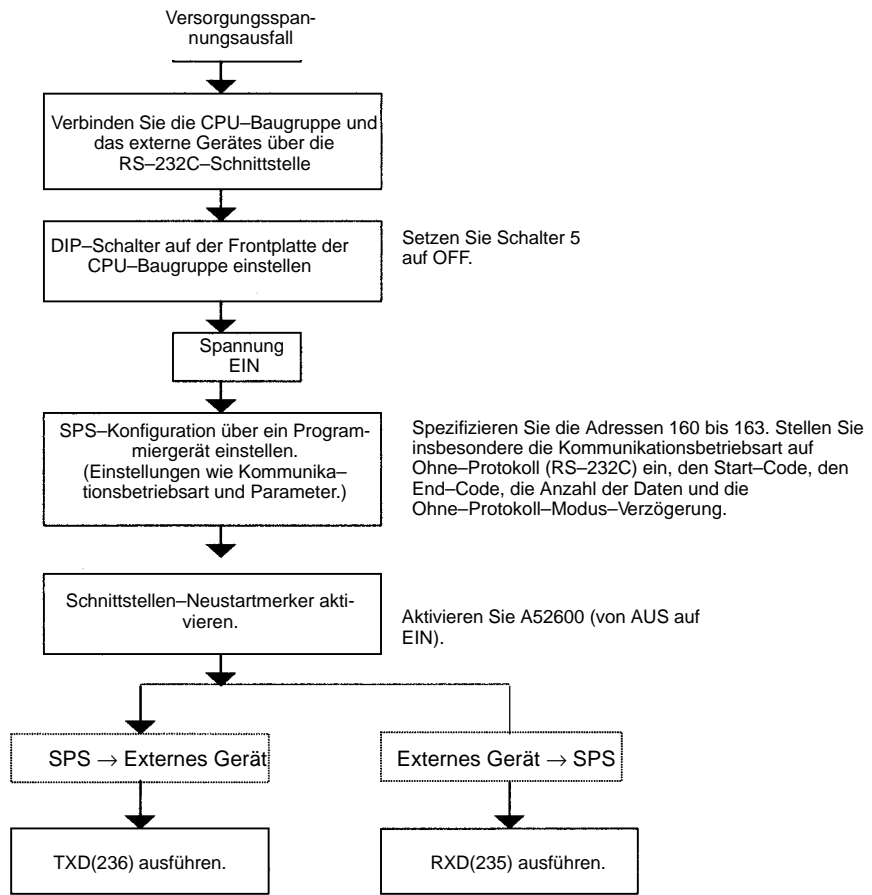 Versorgungsspan-
nungsausfall
Verbinden Sie die CPU–Baugruppe und
das externe Gerätes über die
RS–232C–Schnittstelle
DIP–Schalter auf der Frontplatte der
CPU–Baugruppe einstellen
Setzen Sie Schalter 5
auf OFF.
Spannung
EIN
SPS–Konfiguration über ein Program-
miergerät einstellen.
(Einstellungen wie Kommunika–
tionsbetriebsart und Parameter.)
Spezifizieren Sie die Adressen 160 bis 163. Stellen Sie
insbesondere die Kommunikationsbetriebsart auf
Ohne–Protokoll (RS–232C) ein, den Start–Code, den
End–Code, die Anzahl der Daten und die
Ohne–Protokoll–Modus–Verzögerung.
Schnittstellen–Neustartmerker akti-
vieren.
Aktivieren Sie A52600 (von AUS auf
EIN).
SPS → Externes Gerät
Externes Gerät → SPS
TXD(236) ausführen.
RXD(235) ausführen.